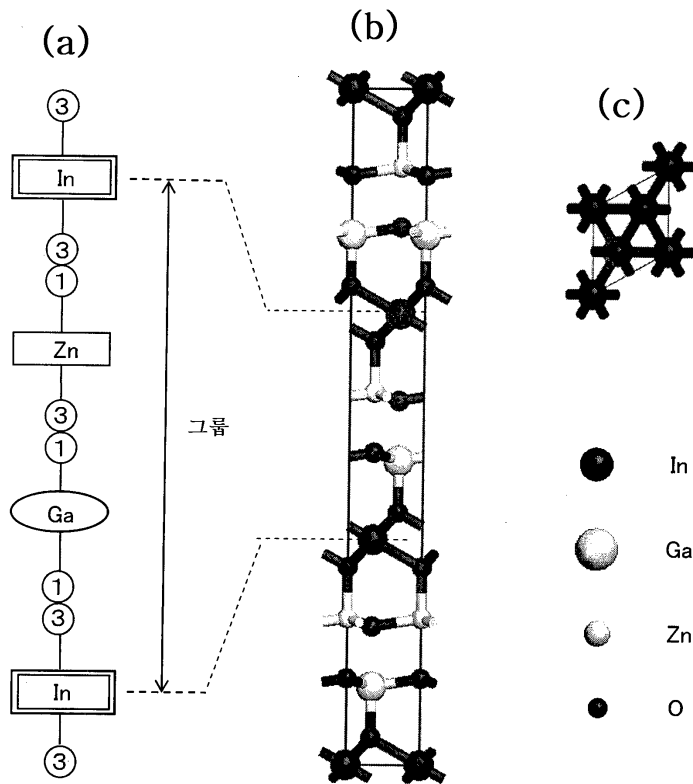 (a)
③
In
③
①
Zn
③
①
Ga
①
③
In
③
그룹
(b)
(c)
In
Ga
Zn
O